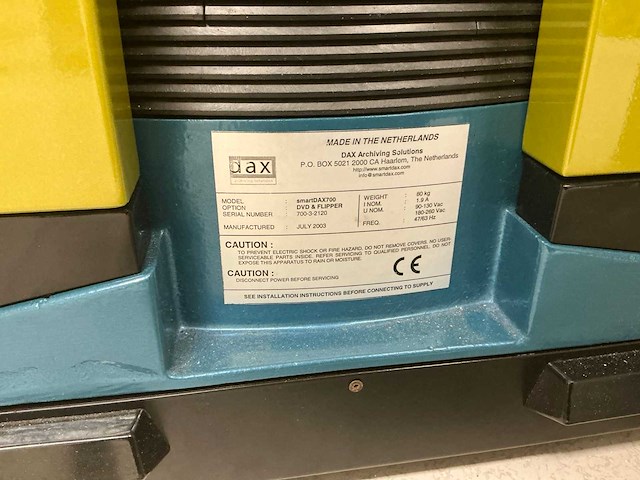 MADE IN THE NETHERLANDS
dax
DAX Archiving Solutions
P.O. BOX 5021 2000 CA Haarlem, The Netherlands
http://www.smartdax.com
info@smartdax.com
MODEL : smartDAX700
OPTION : DVD & FLIPPER
SERIAL NUMBER : 700-3-2120
MANUFACTURED : JULY 2003
WEIGHT : 80 kg
I NOM. : 1.9 A
U NOM. : 90-130 Vac
180-260 Vac
FREQ. : 47/63 Hz
CAUTION :
TO PREVENT ELECTRIC SHOCK OR FIRE HAZARD, DO NOT REMOVE COVERS. NO USER-
SERVICEABLE PARTS INSIDE. REFER SERVICING TO QUALIFIED PERSONNEL. DO NOT
EXPOSE THIS APPARATUS TO RAIN OR MOISTURE.
CAUTION :
DISCONNECT POWER BEFORE SERVICING
CE
SEE INSTALLATION INSTRUCTIONS BEFORE CONNECTING TO SUPPLY